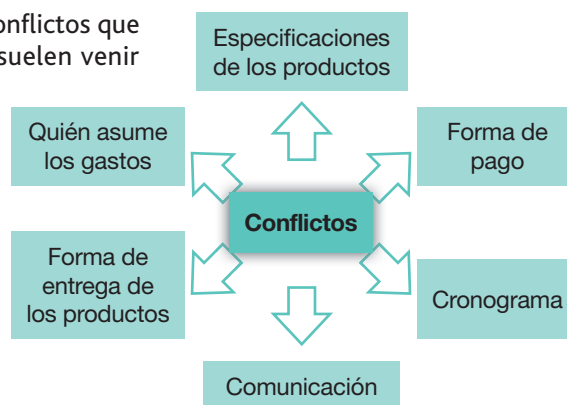 onflictos que
suelen venir
Especificaciones
de los productos
Quién asume
los gastos
Forma de
pago
Conflictos
Forma de
entrega de
los productos
Cronograma
Comunicación